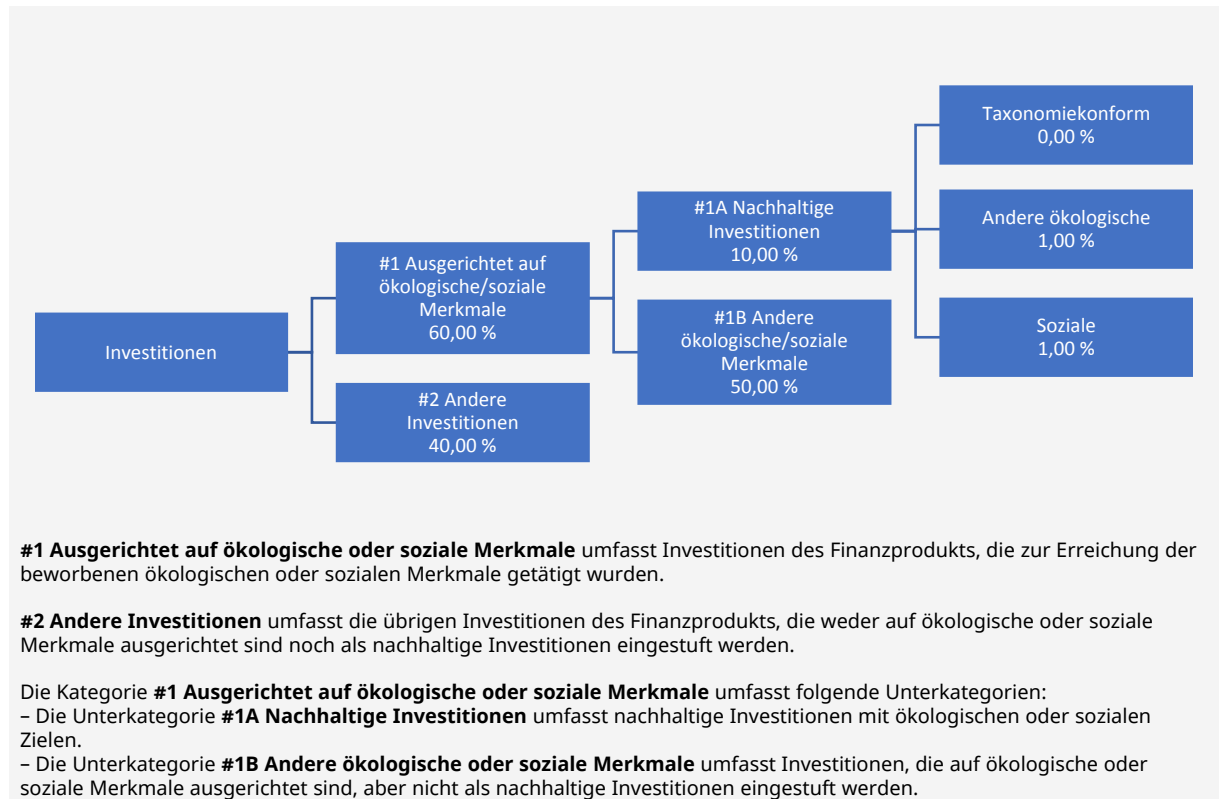 Taxonomiekonform
0,00 %
#1A Nachhaltige
Investitionen
10,00 %
Andere ökologische
1,00 %
#1 Ausgerichtet auf
ökologische/soziale
Merkmale
60,00 %
#1B Andere
ökologische/soziale
Merkmale
50,00 %
Soziale
1,00 %
Investitionen
#2 Andere
Investitionen
40,00 %
#1 Ausgerichtet auf ökologische oder soziale Merkmale umfasst Investitionen des Finanzprodukts, die zur Erreichung der
beworbenen ökologischen oder sozialen Merkmale getätigt wurden.
#2 Andere Investitionen umfasst die übrigen Investitionen des Finanzprodukts, die weder auf ökologische oder soziale
Merkmale ausgerichtet sind noch als nachhaltige Investitionen eingestuft werden.
Die Kategorie #1 Ausgerichtet auf ökologische oder soziale Merkmale umfasst folgende Unterkategorien:
– Die Unterkategorie #1A Nachhaltige Investitionen umfasst nachhaltige Investitionen mit ökologischen oder sozialen
Zielen.
– Die Unterkategorie #1B Andere ökologische oder soziale Merkmale umfasst Investitionen, die auf ökologische oder
soziale Merkmale ausgerichtet sind, aber nicht als nachhaltige Investitionen eingestuft werden.